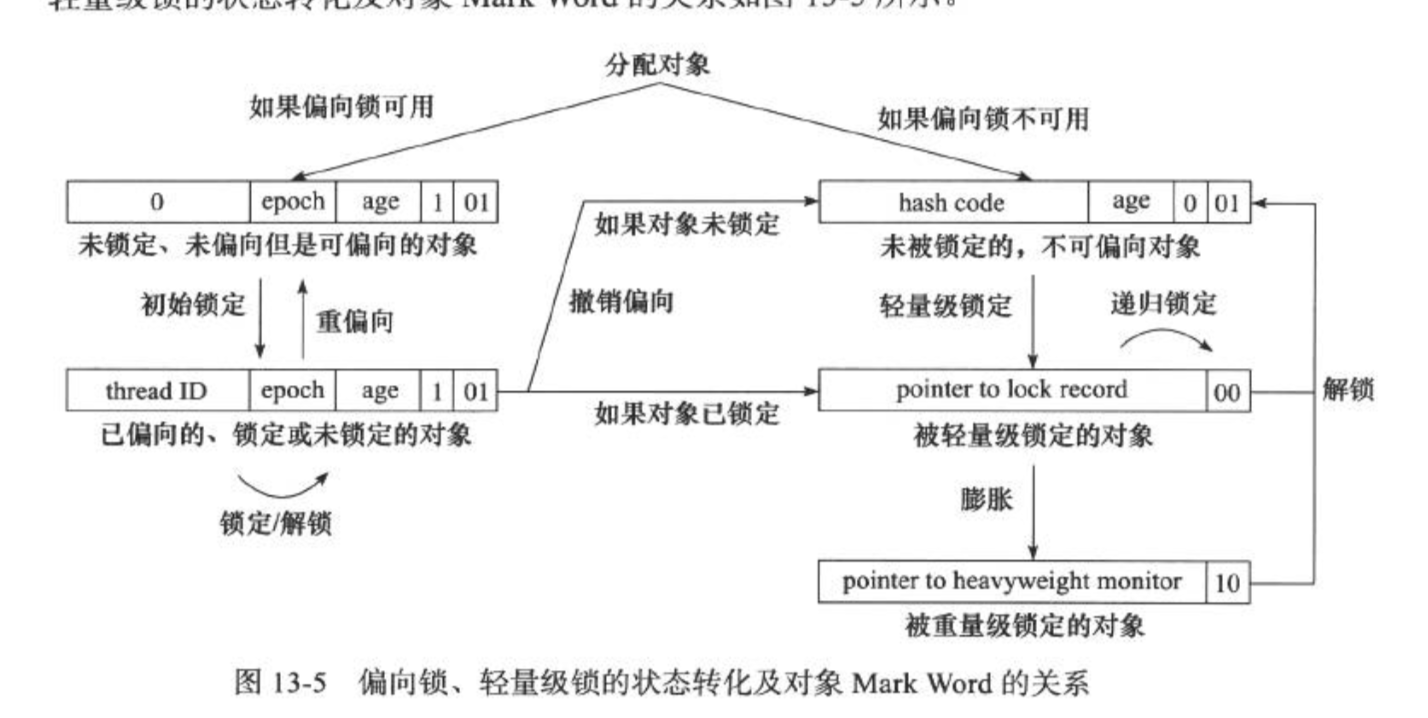 轻量级锁的状态转化及对象 Mark Word 的关系如图 13-5 所示。
分配对象
如果偏向锁可用
如果偏向锁不可用
0 epoch age 1 01
hash code age 0 01
未锁定、未偏向但是可偏向的对象
如果对象未锁定
未被锁定的，不可偏向对象
初始锁定
重偏向
撤销偏向
轻量级锁定
递归锁定
thread ID epoch age 1 01
pointer to lock record 00
解锁
已偏向的、锁定或未锁定的对象
如果对象已锁定
被轻量级锁定的对象
锁定/解锁
膨胀
pointer to heavyweight monitor 10
被重量级锁定的对象
图 13-5 偏向锁、轻量级锁的状态转化及对象 Mark Word 的关系